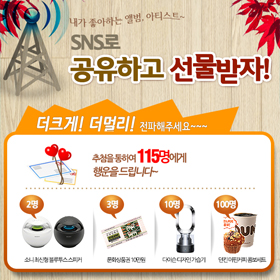 내가 좋아하는 앨범, 아티스트~
SNS로
공유하고 선물받자!
더크게! 더멀리! 전파해주세요~~~
추첨을통하여 115명에게
행운을 드립니다~
2명
3명
10명
100명
소니 최신형 블루투스 스피커
문화상품권 10만원
다이슨 디자인 가습기
던킨 머핀커피 콤보세트